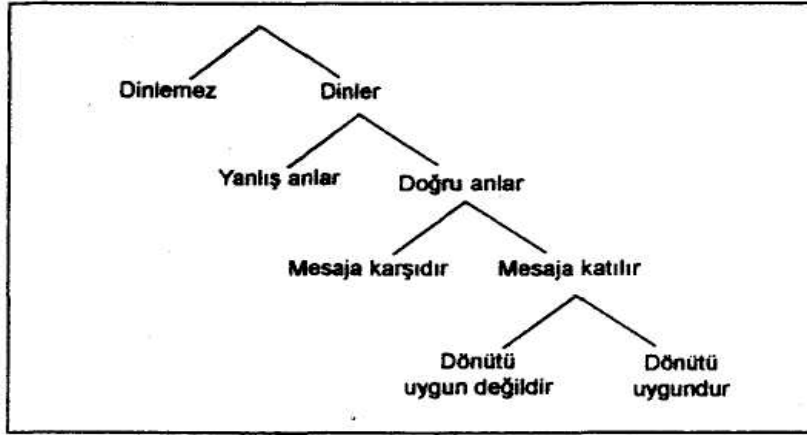 Dinlemez Dinler
Yanlış anlar Doğru anlar
Mesaja karşıdır Mesaja katılır
Dönütü
uygun değildir
Dönütü
uygundur